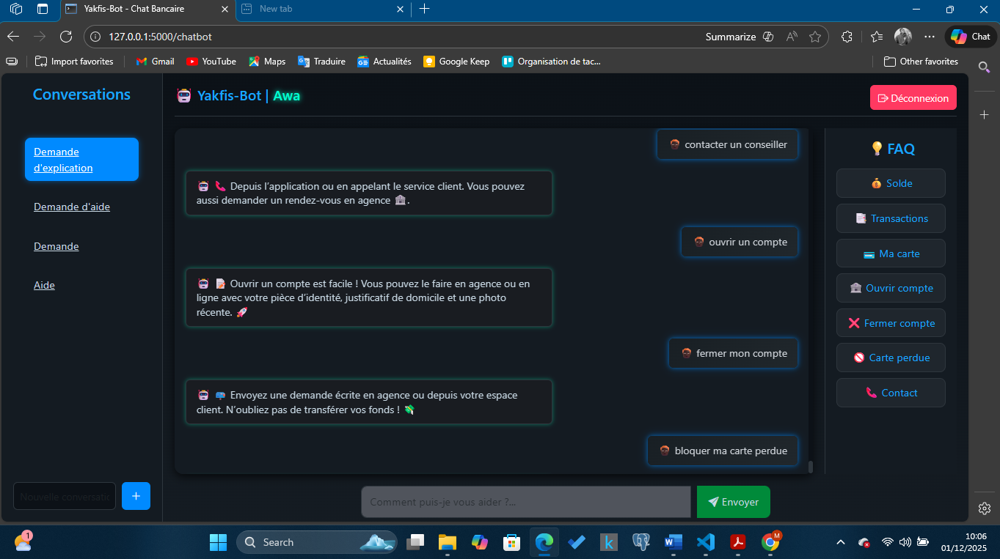 Yakfis-Bot - Chat Bancaire
New tab
127.0.0.1:5000/chatbot
Summarize
Chat
Import favorites
Gmail
YouTube
Maps
Traduire
Actualités
Google Keep
Organisation de tac...
Other favorites
Conversations
Demande
d'explication
Demande d'aide
Demande
Aide
Nouvelle conversatio
+
Yakfis-Bot | Awa
Déconnexion
contacter un conseiller
Depuis l'application ou en appelant le service client. Vous pouvez
aussi demander un rendez-vous en agence .
ouvrir un compte
Ouvrir un compte est facile ! Vous pouvez le faire en agence ou en
ligne avec votre pièce d'identité, justificatif de domicile et une photo
récente.
fermer mon compte
Envoyez une demande écrite en agence ou depuis votre espace
client. N'oubliez pas de transférer vos fonds !
bloquer ma carte perdue
Comment puis-je vous aider ?...
Envoyer
FAQ
Solde
Transactions
Ma carte
Ouvrir compte
Fermer compte
Carte perdue
Contact
1
Search
k
W
M
10:06
01/12/2025